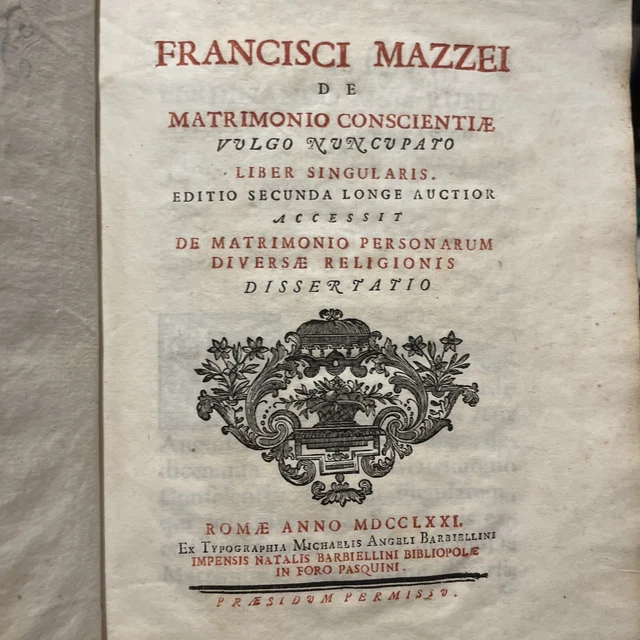 FRANCISCI MAZZEI
DE
MATRIMONIO CONSCIENTIÆ
VULGO NUNCUPATO
LIBER SINGULARIS.
EDITIO SECUNDA LONGE AUCTIOR
ACCESSIT
DE MATRIMONIO PERSONARUM
DIVERSÆ RELIGIONIS
DISSERTATIO
ROMÆ ANNO MDCCLXXI.
EX TYPOGRAPHIA MICHAELIS ANGELI BARBIELLINI
IMPENSIS NATALIS BARBIELLINI BIBLIOPOLÆ
IN FORO PASQUINI.
PRÆSIDUM PERMISSU.